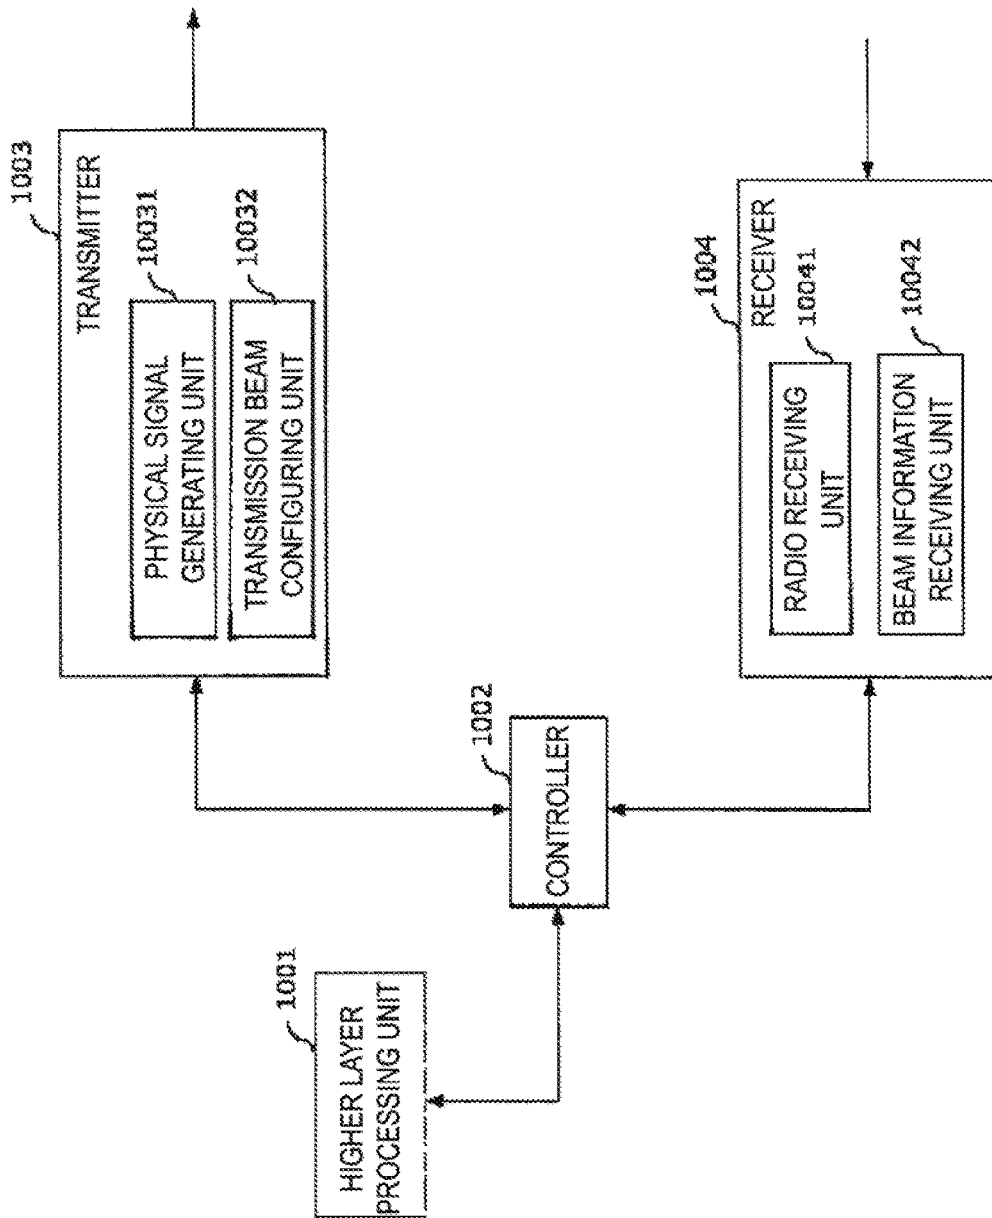 1001
HIGHER LAYER
PROCESSING UNIT
1002
CONTROLLER
1003
TRANSMITTER
10031
PHYSICAL SIGNAL
GENERATING UNIT
10032
TRANSMISSION BEAM
CONFIGURING UNIT
1004
RECEIVER
10041
RADIO RECEIVING
UNIT
10042
BEAM INFORMATION
RECEIVING UNIT